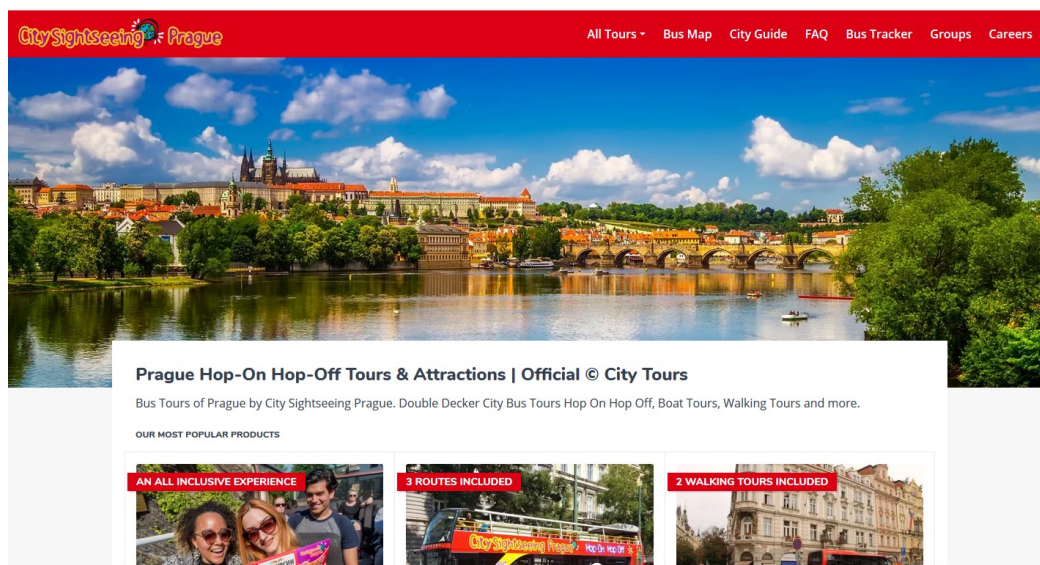 City Sightseeing Prague
All Tours Bus Map City Guide FAQ Bus Tracker Groups Careers
Prague Hop-On Hop-Off Tours & Attractions | Official © City Tours
Bus Tours of Prague by City Sightseeing Prague. Double Decker City Bus Tours Hop On Hop Off, Boat Tours, Walking Tours and more.
OUR MOST POPULAR PRODUCTS
AN ALL INCLUSIVE EXPERIENCE 3 ROUTES INCLUDED 2 WALKING TOURS INCLUDED
City Sightseeing Prague Hop On Hop Off